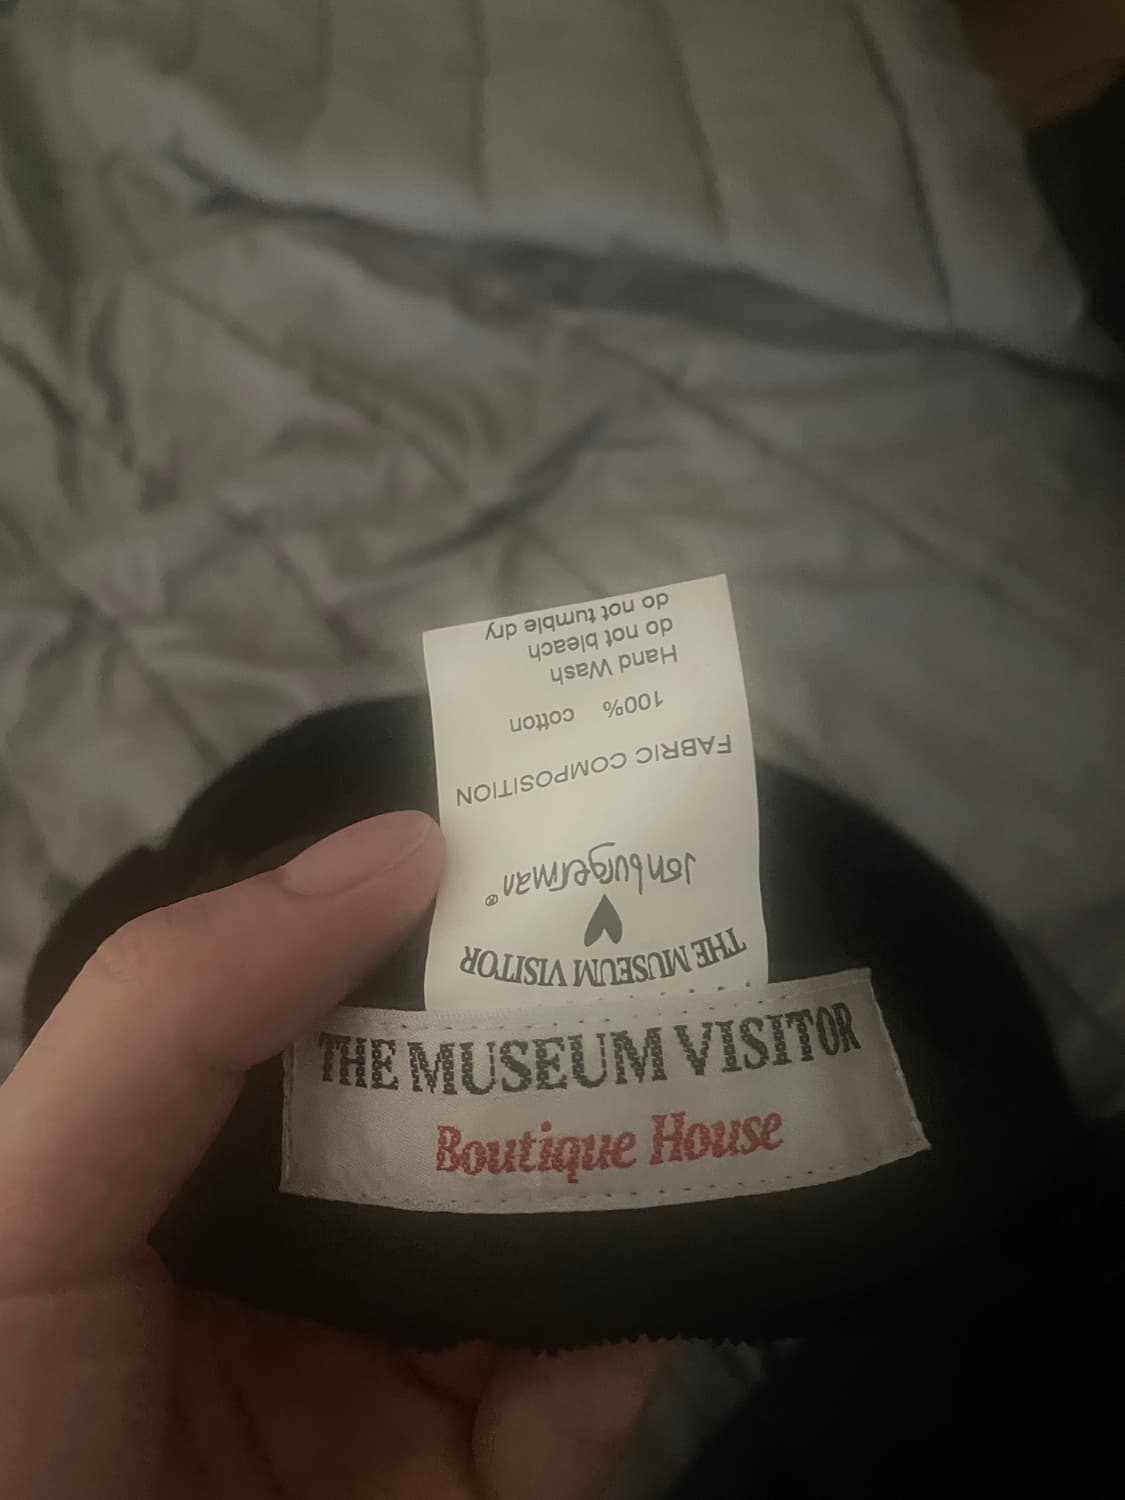 THE MUSEUM VISITOR
Boutique House
THE MUSEUM VISITOR
jonburgerman®
FABRIC COMPOSITION
100% cotton
Hand Wash
do not bleach
do not tumble dry